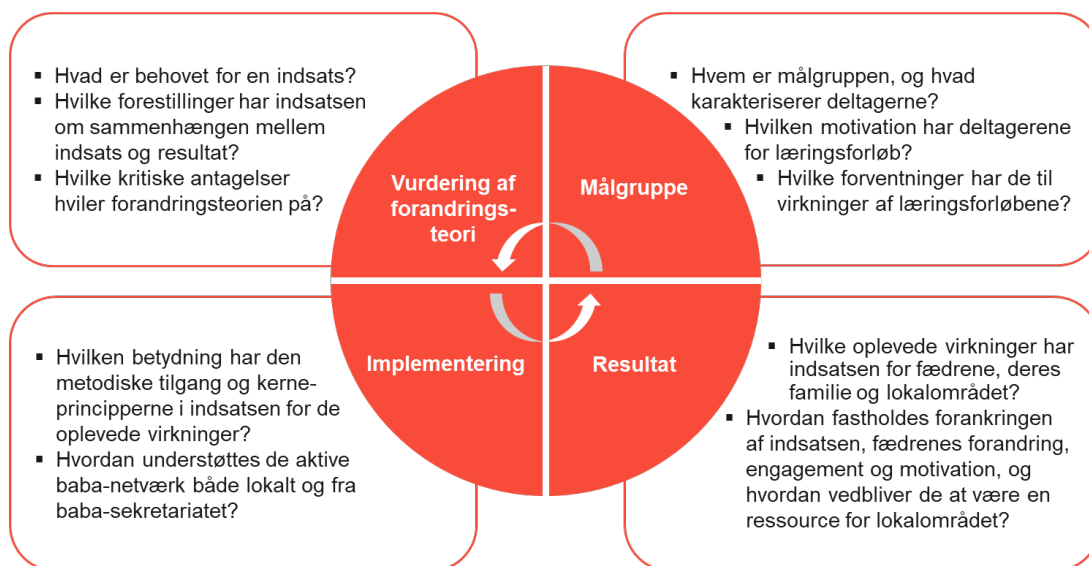 ▪ Hvad er behovet for en indsats?
▪ Hvilke forestillinger har indsatsen
om sammenhængen mellem
indsats og resultat?
▪ Hvilke kritiske antagelser
hviler forandringsteorien på?
Vurdering af
forandrings-
teori
Målgruppe
▪ Hvem er målgruppen, og hvad
karakteriserer deltagerne?
▪ Hvilken motivation har deltagerene
for læringsforløb?
▪ Hvilke forventninger har de til
virkninger af læringsforløbene?
▪ Hvilken betydning har den
metodiske tilgang og kerne-
principperne i indsatsen for de
oplevede virkninger?
▪ Hvordan understøttes de aktive
baba-netværk både lokalt og fra
baba-sekretariatet?
Implementering
Resultat
▪ Hvilke oplevede virkninger har
indsatsen for fædrene, deres
familie og lokalområdet?
▪ Hvordan fastholdes forankringen
af indsatsen, fædrenes forandring,
engagement og motivation, og
hvordan vedbliver de at være en
ressource for lokalområdet?